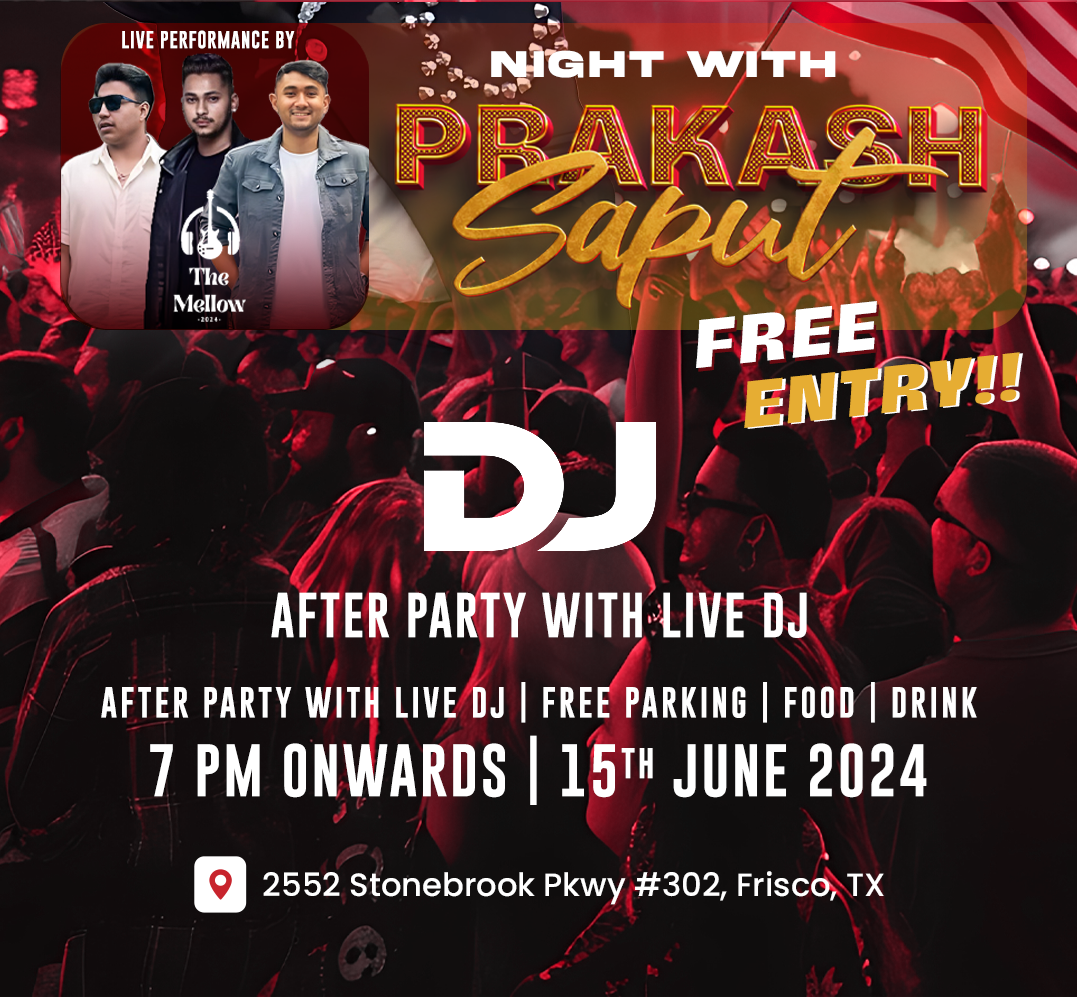 LIVE PERFORMANCE BY
The
Mellow
-2024-
NIGHT WITH
PRAKASH
Saput
FREE
ENTRY!!
DJ
AFTER PARTY WITH LIVE DJ
AFTER PARTY WITH LIVE DJ | FREE PARKING | FOOD | DRINK
7 PM ONWARDS | 15TH JUNE 2024
2552 Stonebrook Pkwy #302, Frisco, TX